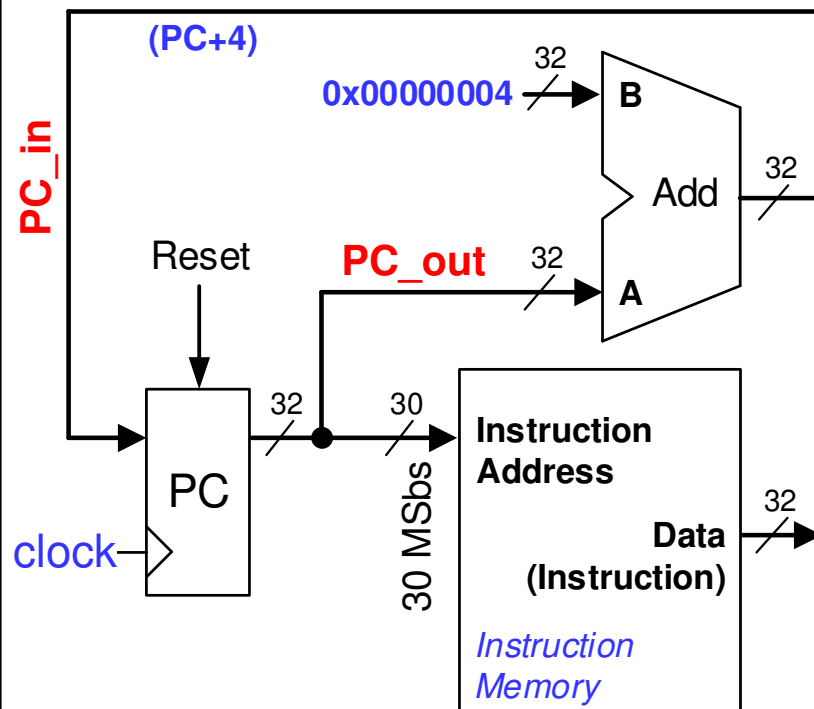 (PC+4)
32
0x00000004
B
PC_in
Add
32
Reset
PC_out
32
A
32
30
Instruction
Address
PC
30 MSbs
32
clock
Data
(Instruction)
Instruction
Memory